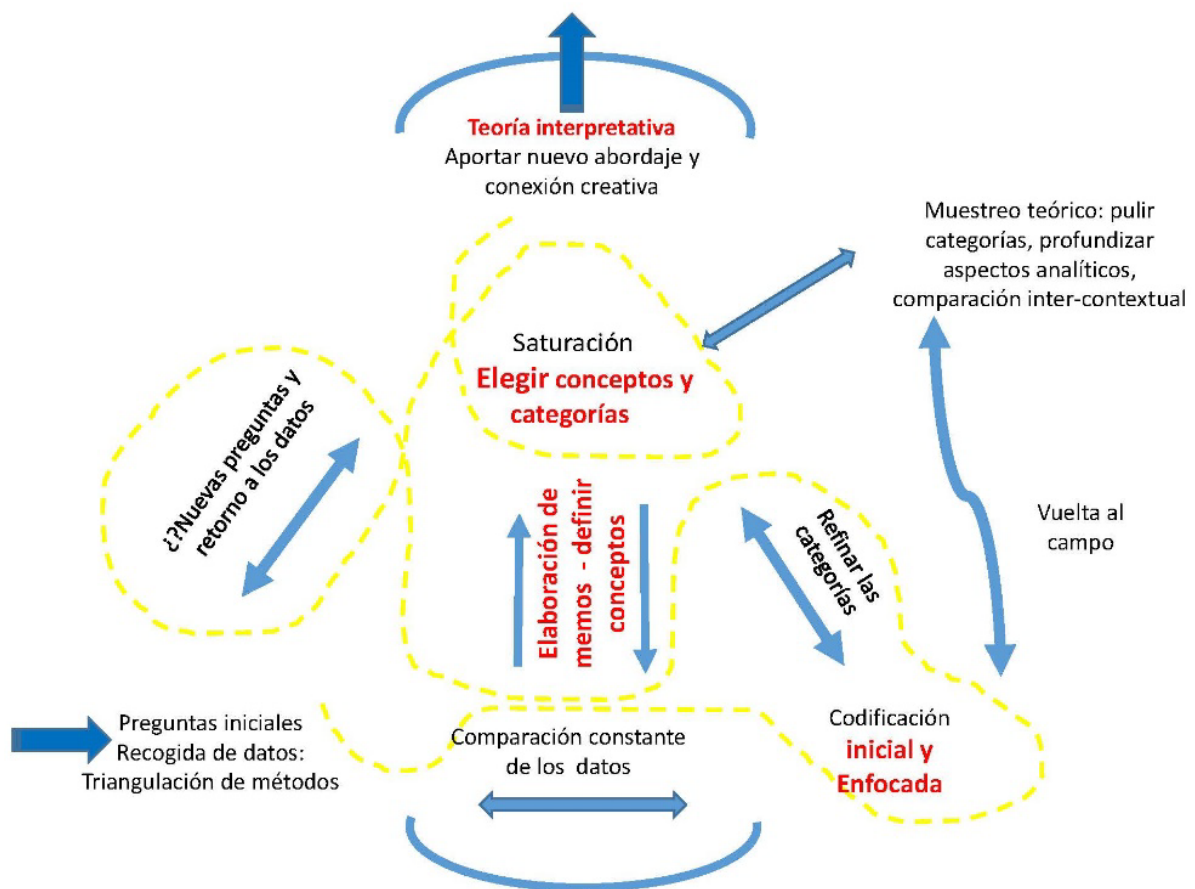 Teoría interpretativa
Aportar nuevo abordaje y
conexión creativa
Muestreo teórico: pulir
categorías, profundizar
aspectos analíticos,
comparación inter-contextual
Saturación
Elegir conceptos y
categorías
¿?Nuevas preguntas y
retorno a los datos
Elaboración de
memos - definir
conceptos
Refinar las
categorías
Vuelta al
campo
Preguntas iniciales
Recogida de datos:
Triangulación de métodos
Comparación constante
de los datos
Codificación
inicial y
Enfocada